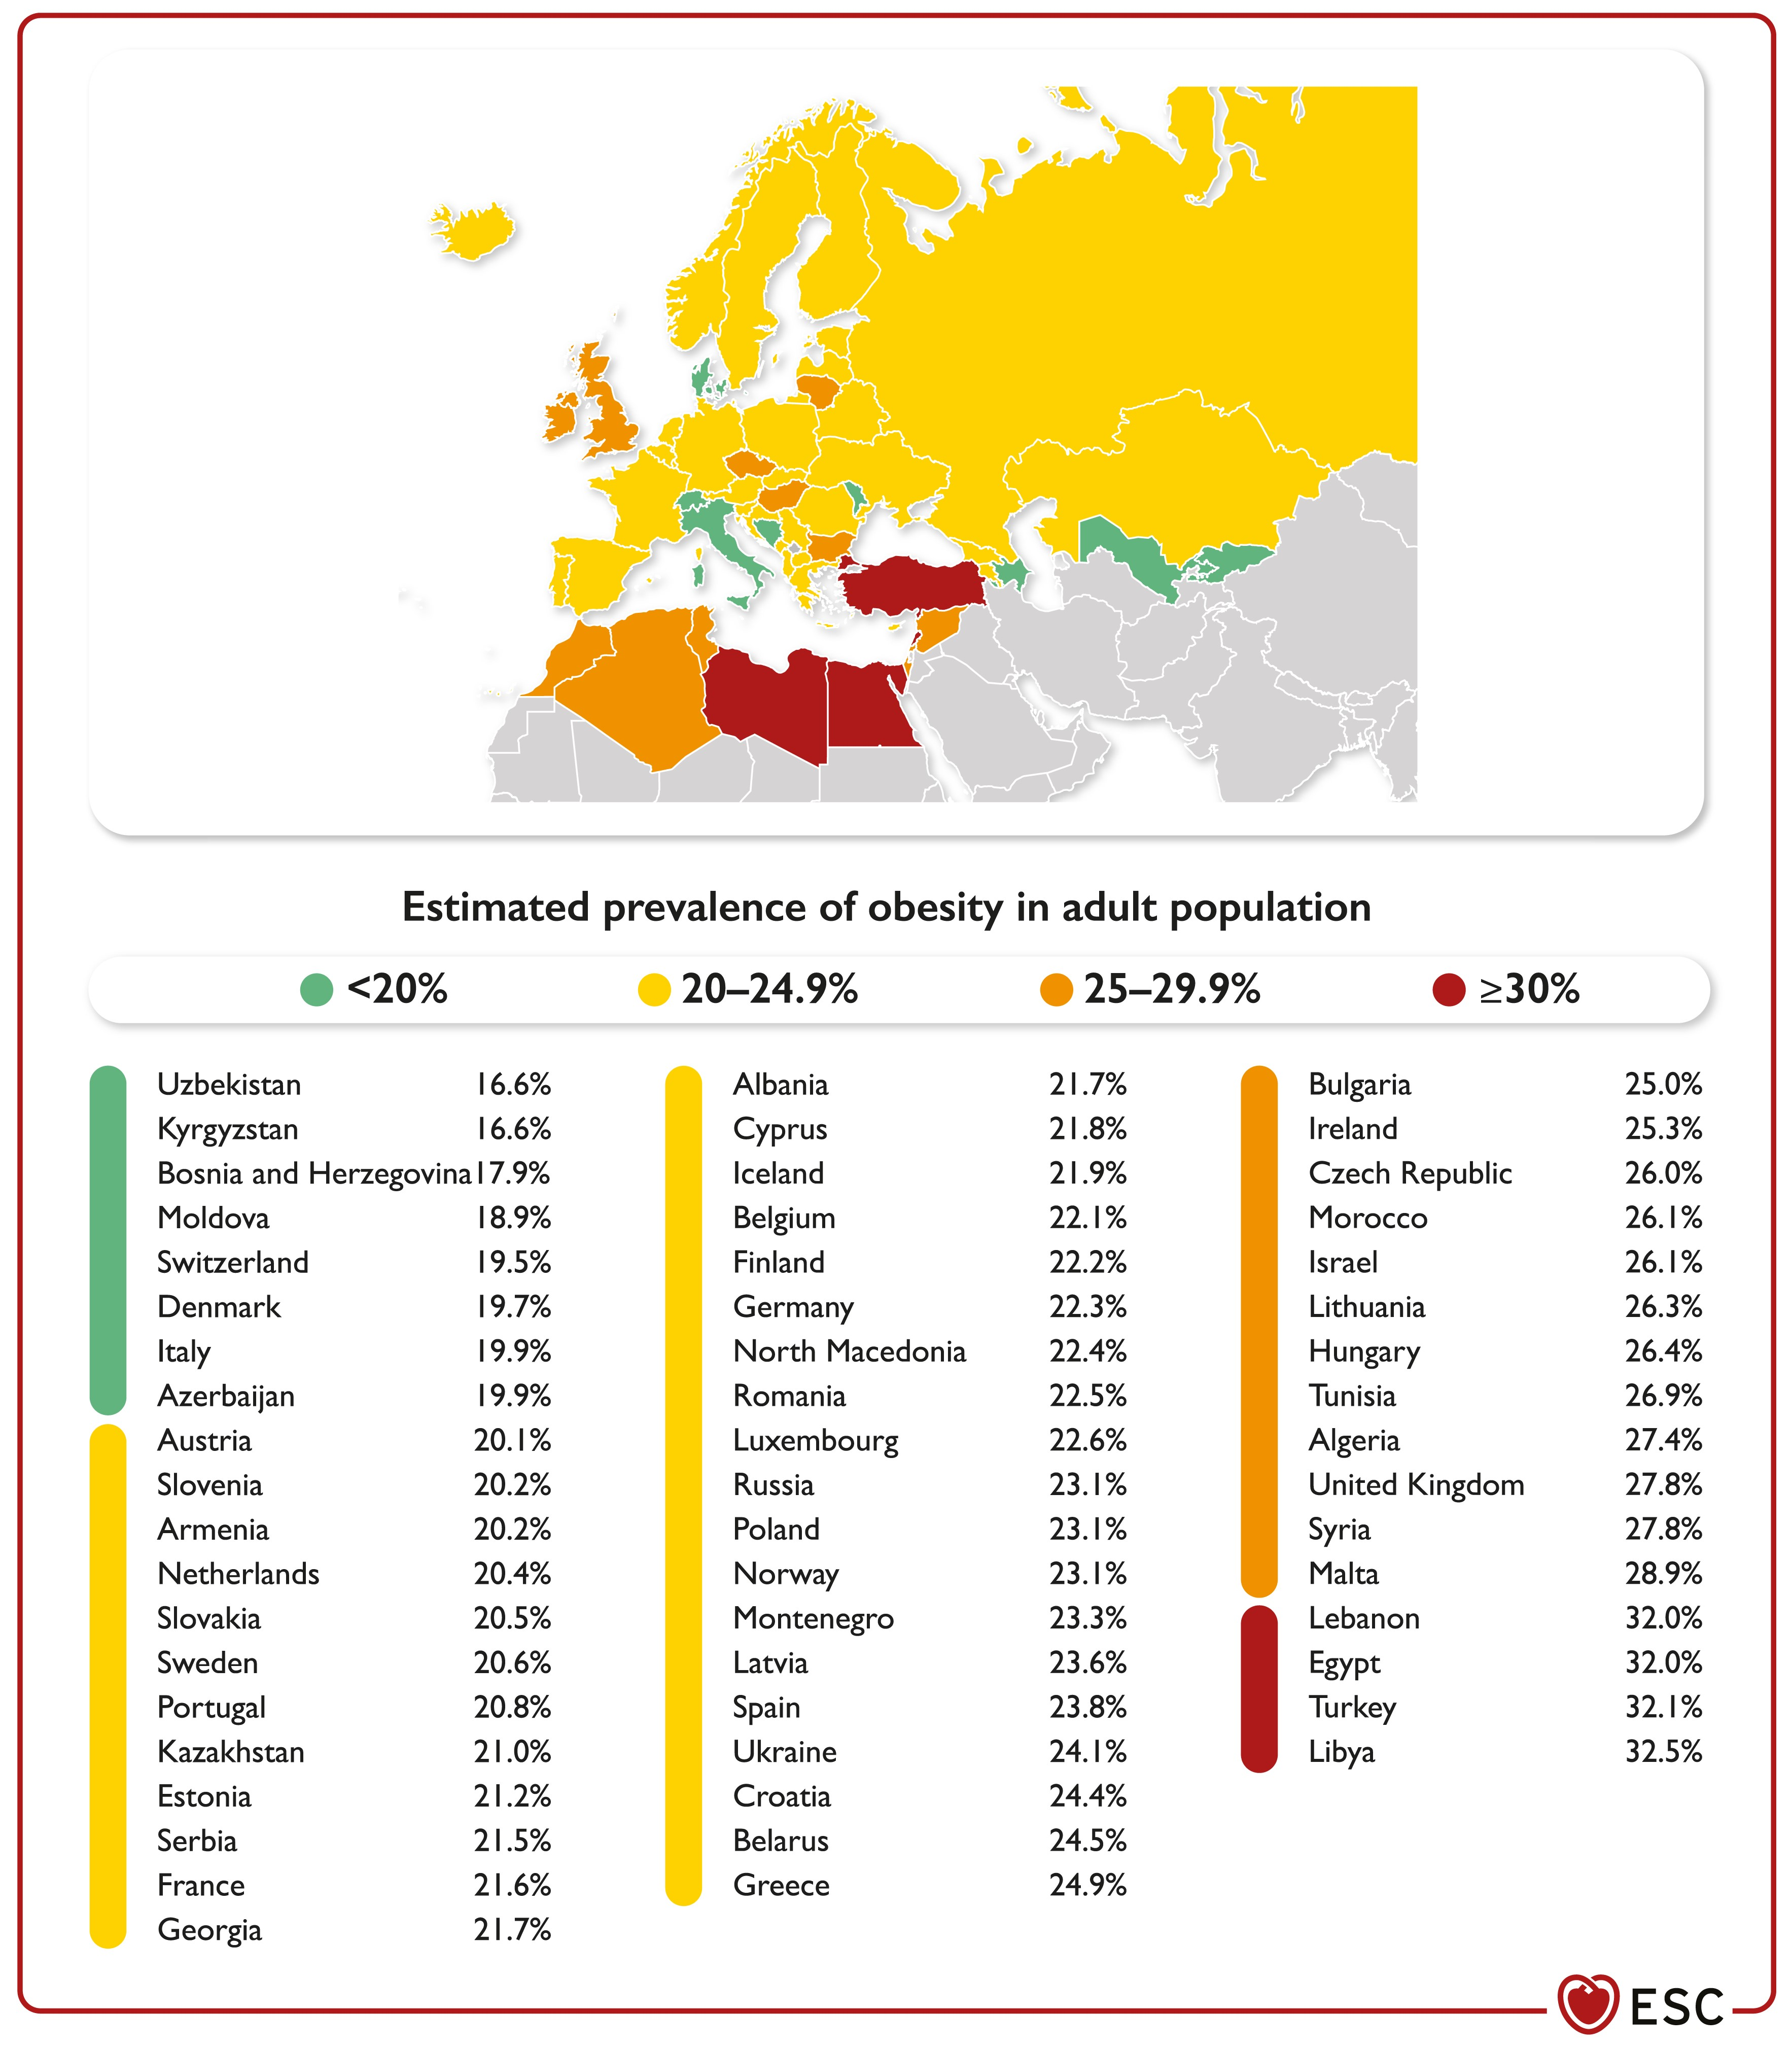 Estimated prevalence of obesity in adult population
<20% 20–24.9% 25–29.9% ≥30%
Uzbekistan 16.6%
Kyrgyzstan 16.6%
Bosnia and Herzegovina 17.9%
Moldova 18.9%
Switzerland 19.5%
Denmark 19.7%
Italy 19.9%
Azerbaijan 19.9%
Austria 20.1%
Slovenia 20.2%
Armenia 20.2%
Netherlands 20.4%
Slovakia 20.5%
Sweden 20.6%
Portugal 20.8%
Kazakhstan 21.0%
Estonia 21.2%
Serbia 21.5%
France 21.6%
Georgia 21.7%
Albania 21.7%
Cyprus 21.8%
Iceland 21.9%
Belgium 22.1%
Finland 22.2%
Germany 22.3%
North Macedonia 22.4%
Romania 22.5%
Luxembourg 22.6%
Russia 23.1%
Poland 23.1%
Norway 23.1%
Montenegro 23.3%
Latvia 23.6%
Spain 23.8%
Ukraine 24.1%
Croatia 24.4%
Belarus 24.5%
Greece 24.9%
Bulgaria 25.0%
Ireland 25.3%
Czech Republic 26.0%
Morocco 26.1%
Israel 26.1%
Lithuania 26.3%
Hungary 26.4%
Tunisia 26.9%
Algeria 27.4%
United Kingdom 27.8%
Syria 27.8%
Malta 28.9%
Lebanon 32.0%
Egypt 32.0%
Turkey 32.1%
Libya 32.5%
ESC